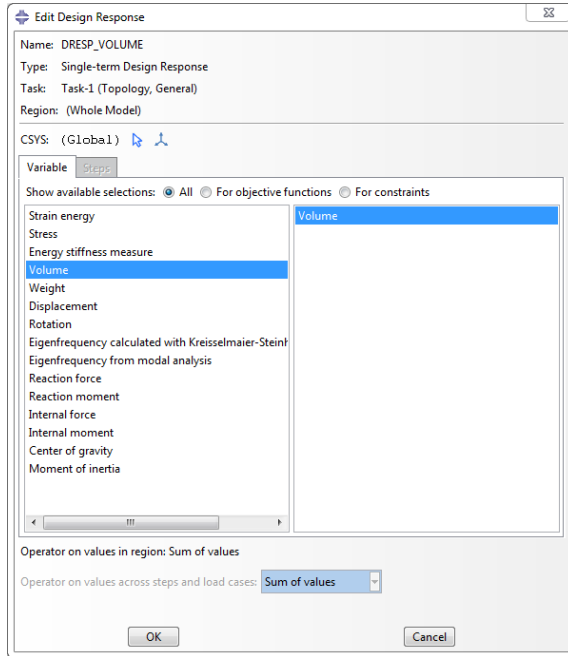 Edit Design Response
Name: DRESP_VOLUME
Type: Single-term Design Response
Task: Task-1 (Topology, General)
Region: (Whole Model)
CSYS: (Global)
Variable Steps
Show available selections: All For objective functions For constraints
Strain energy
Stress
Energy stiffness measure
Volume
Weight
Displacement
Rotation
Eigenfrequency calculated with Kreisselmaier-Steinh
Eigenfrequency from modal analysis
Reaction force
Reaction moment
Internal force
Internal moment
Center of gravity
Moment of inertia
Volume
Operator on values in region: Sum of values
Operator on values across steps and load cases: Sum of values
OK Cancel